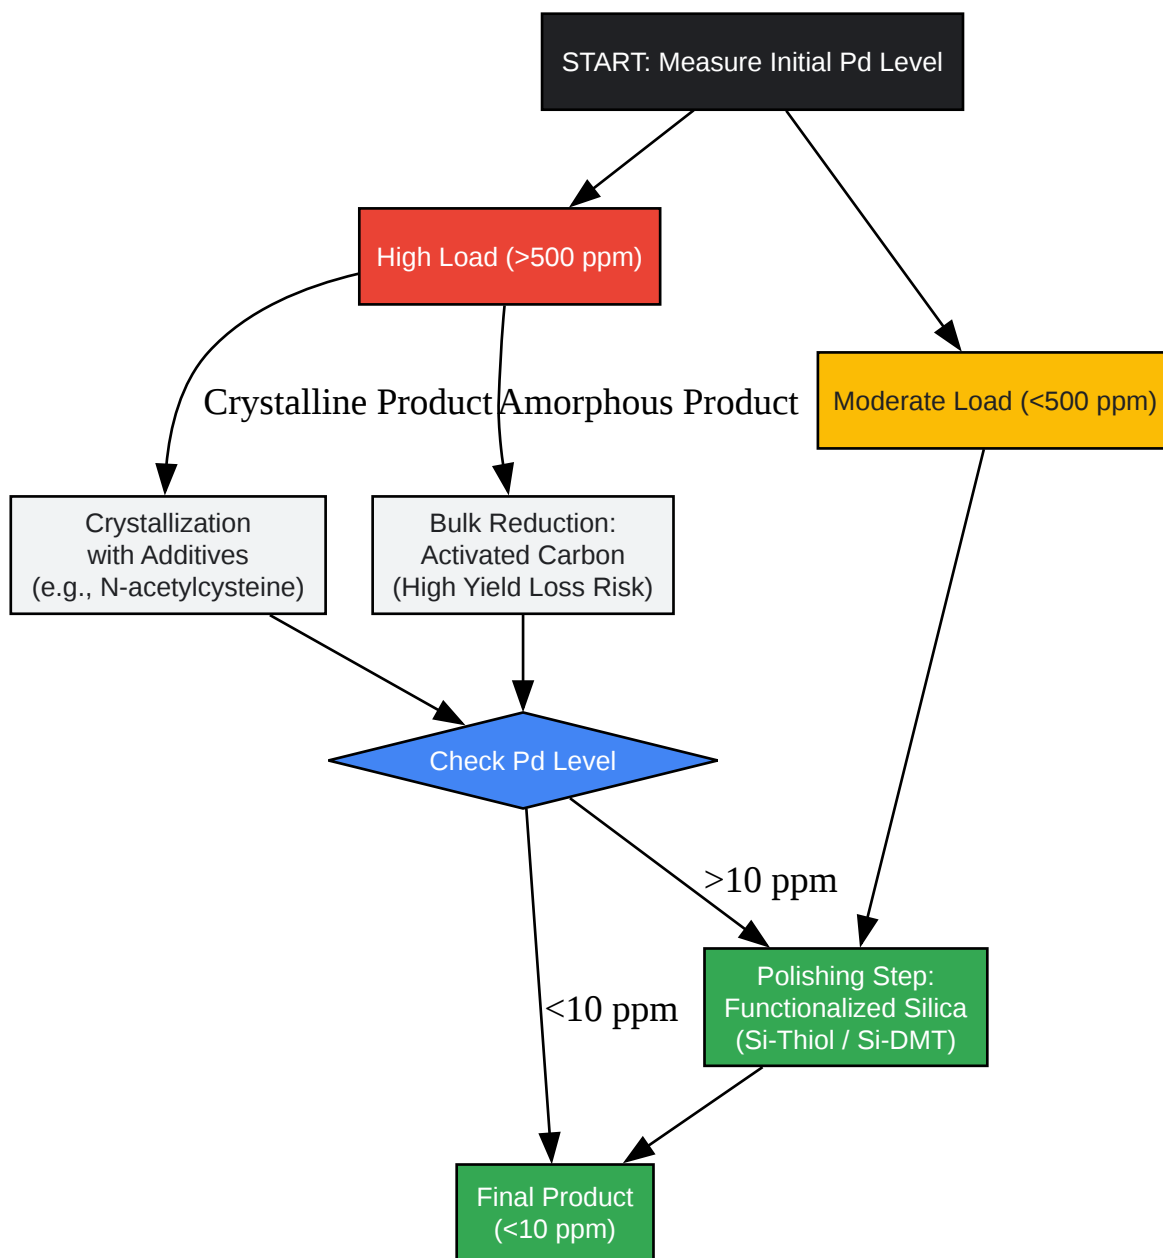 START: Measure Initial Pd Level
High Load (>500 ppm)
Crystalline Product
Amorphous Product
Moderate Load (<500 ppm)
Crystallization
with Additives
(e.g., N-acetylcysteine)
Bulk Reduction:
Activated Carbon
(High Yield Loss Risk)
Check Pd Level
>10 ppm
<10 ppm
Polishing Step:
Functionalized Silica
(Si-Thiol / Si-DMT)
Final Product
(<10 ppm)